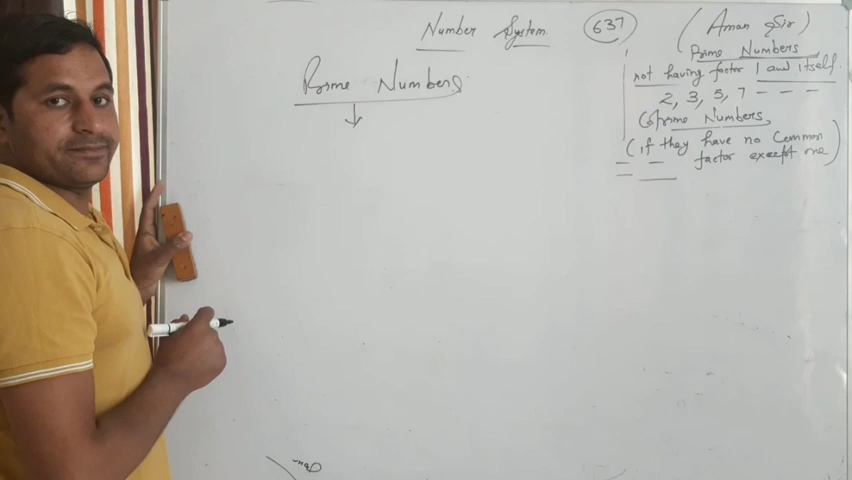 Number System 637 (Aman Sir)
Prime Numbers
Prime Numbers
not having factor 1 and itself.
2, 3, 5, 7 - - -
Coprime Numbers,
(if they have no common
factor except one)